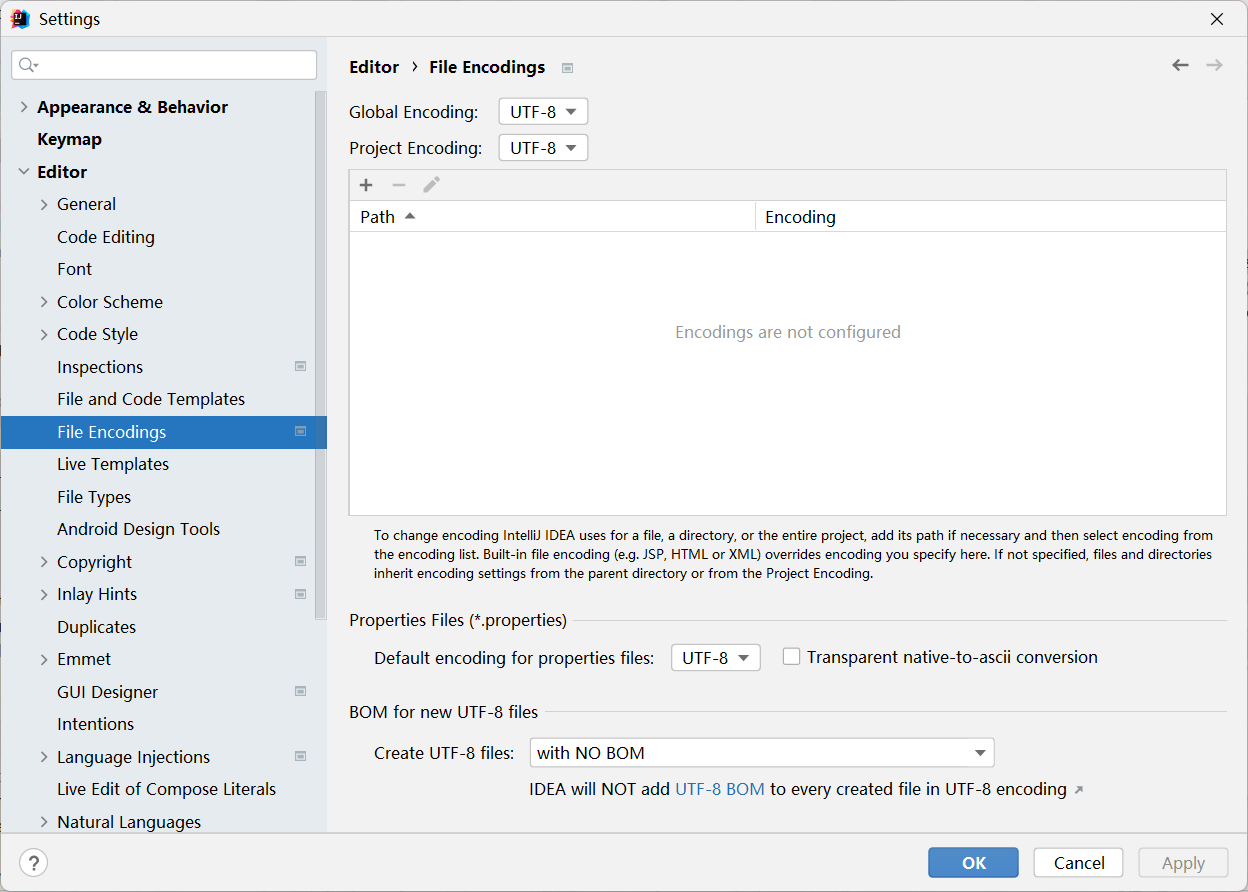 Settings
Appearance & Behavior
Keymap
Editor
General
Code Editing
Font
Color Scheme
Code Style
Inspections
File and Code Templates
File Encodings
Live Templates
File Types
Android Design Tools
Copyright
Inlay Hints
Duplicates
Emmet
GUI Designer
Intentions
Language Injections
Live Edit of Compose Literals
Natural Languages
Editor › File Encodings
Global Encoding: UTF-8
Project Encoding: UTF-8
Path Encoding
Encodings are not configured
To change encoding IntelliJ IDEA uses for a file, a directory, or the entire project, add its path if necessary and then select encoding from
the encoding list. Built-in file encoding (e.g. JSP, HTML or XML) overrides encoding you specify here. If not specified, files and directories
inherit encoding settings from the parent directory or from the Project Encoding.
Properties Files (*.properties)
Default encoding for properties files: UTF-8 Transparent native-to-ascii conversion
BOM for new UTF-8 files
Create UTF-8 files: with NO BOM
IDEA will NOT add UTF-8 BOM to every created file in UTF-8 encoding ↗
? OK Cancel Apply